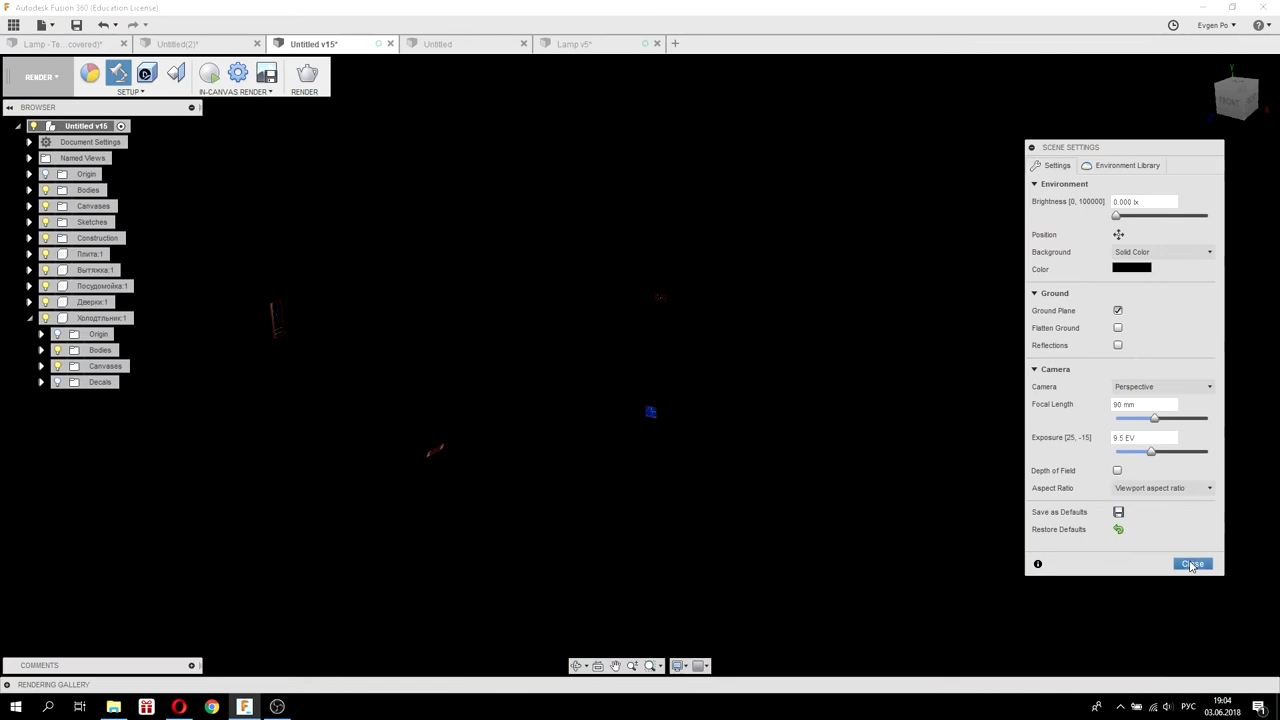 Autodesk Fusion 360 (Education License)
Evgen Po
Lamp - Te...covered)*
Untitled(2)*
Untitled v15*
Untitled
Lamp v5*
RENDER
SETUP
IN-CANVAS RENDER
RENDER
BROWSER
Untitled v15
Document Settings
Named Views
Origin
Bodies
Canvases
Sketches
Construction
Плита:1
Вытяжка:1
Посудомойка:1
Дверки:1
Холодтльник:1
Origin
Bodies
Canvases
Decals
FRONT
SCENE SETTINGS
Settings
Environment Library
Environment
Brightness [0, 100000] 0.000 lx
Position
Background Solid Color
Color
Ground
Ground Plane
Flatten Ground
Reflections
Camera
Camera Perspective
Focal Length 90 mm
Exposure [25, -15] 9.5 EV
Depth of Field
Aspect Ratio Viewport aspect ratio
Save as Defaults
Restore Defaults
Close
COMMENTS
RENDERING GALLERY
РУС
19:04
03.06.2018